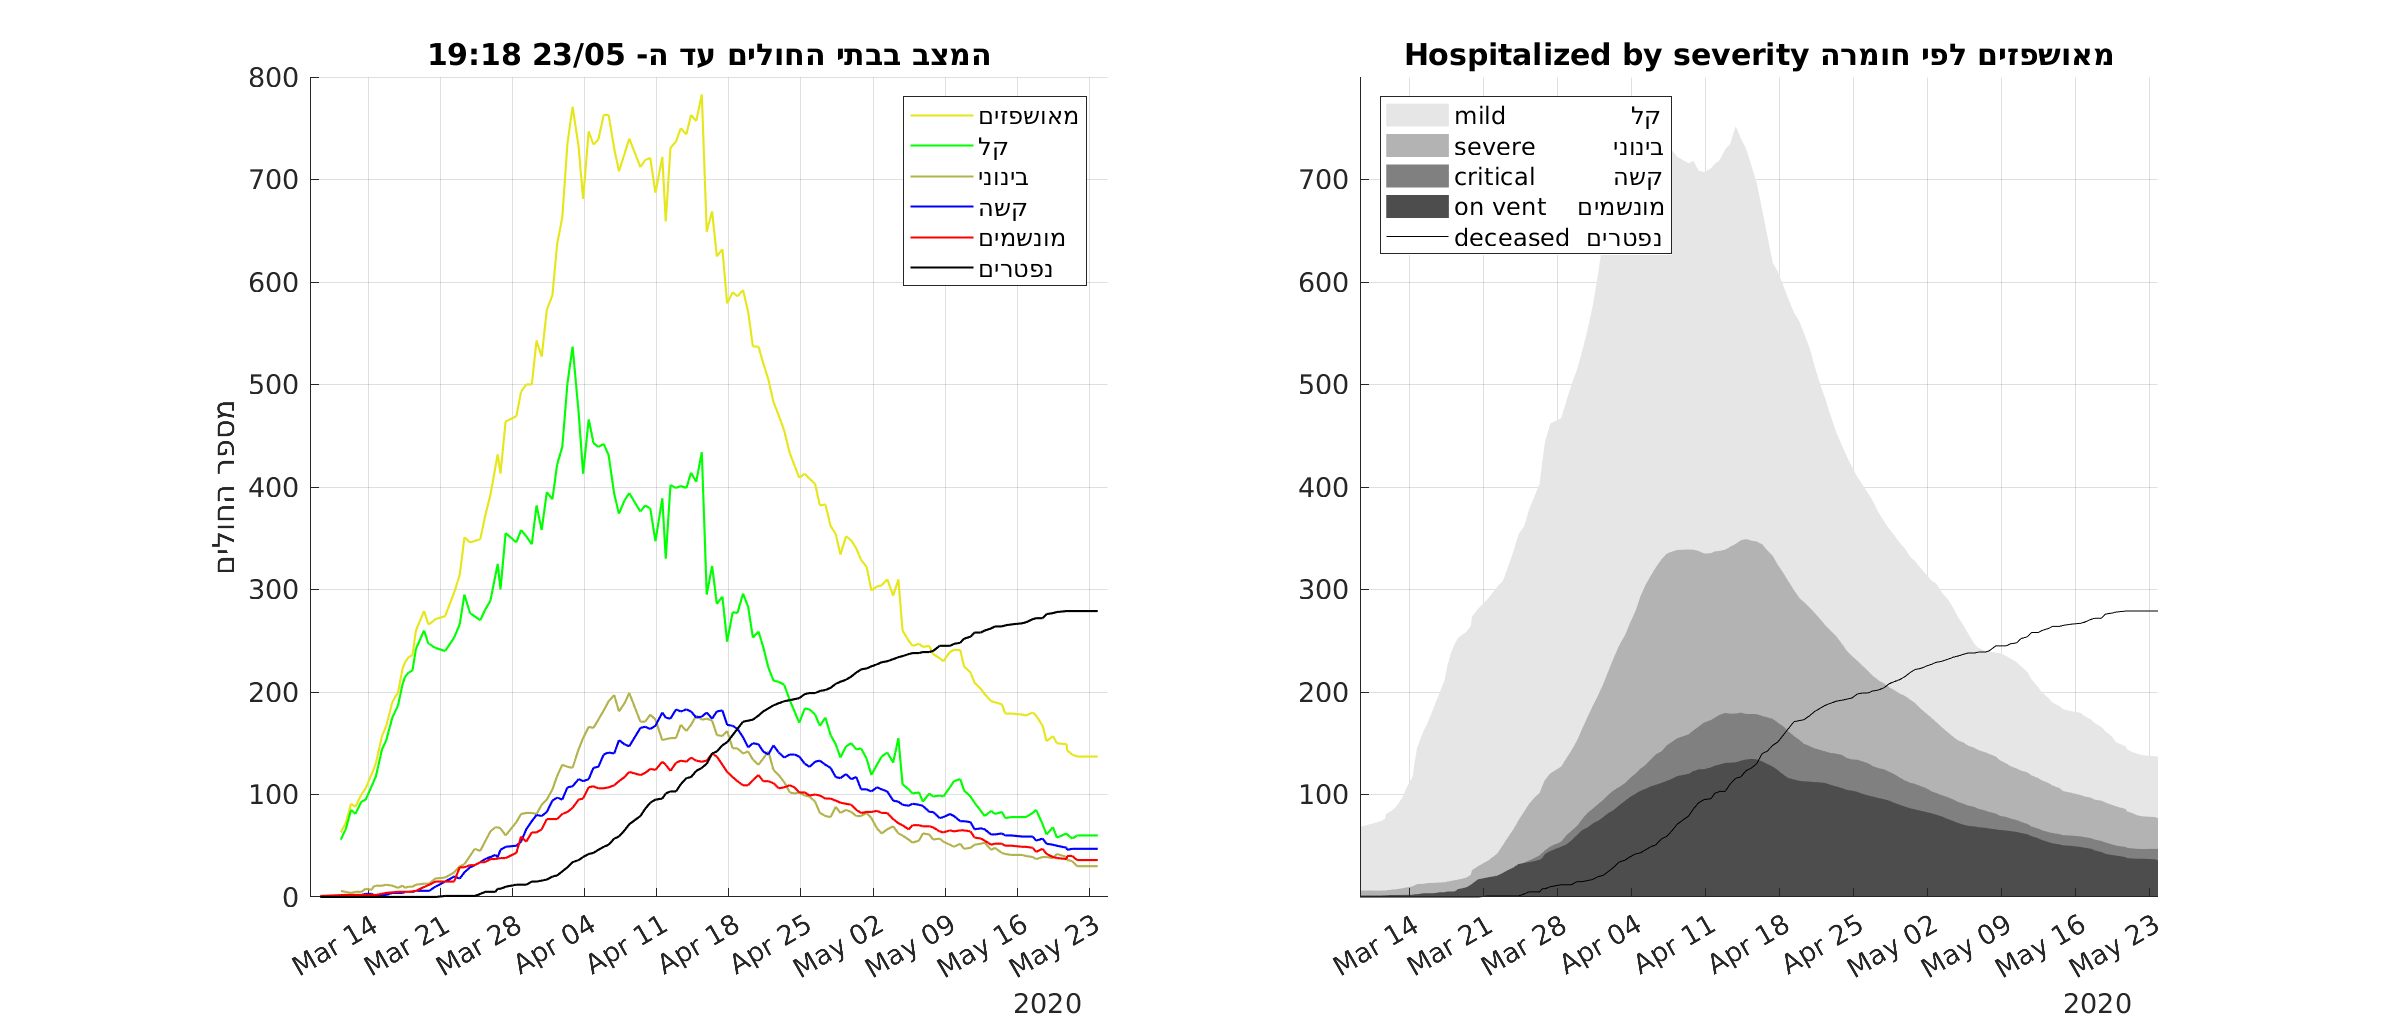 המצב בבתי החולים עד ה- 23/05 19:18
800
700
600
500
400
300
200
100
0
מספר החולים
מאושפזים
קל
בינוני
קשה
מונשמים
נפטרים
Mar 14
Mar 21
Mar 28
Apr 04
Apr 11
Apr 18
Apr 25
May 02
May 09
May 16
May 23
2020
Hospitalized by severity מאושפזים לפי חומרה
700
600
500
400
300
200
100
mild קל
severe בינוני
critical קשה
on vent מונשמים
deceased נפטרים
Mar 14
Mar 21
Mar 28
Apr 04
Apr 11
Apr 18
Apr 25
May 02
May 09
May 16
May 23
2020